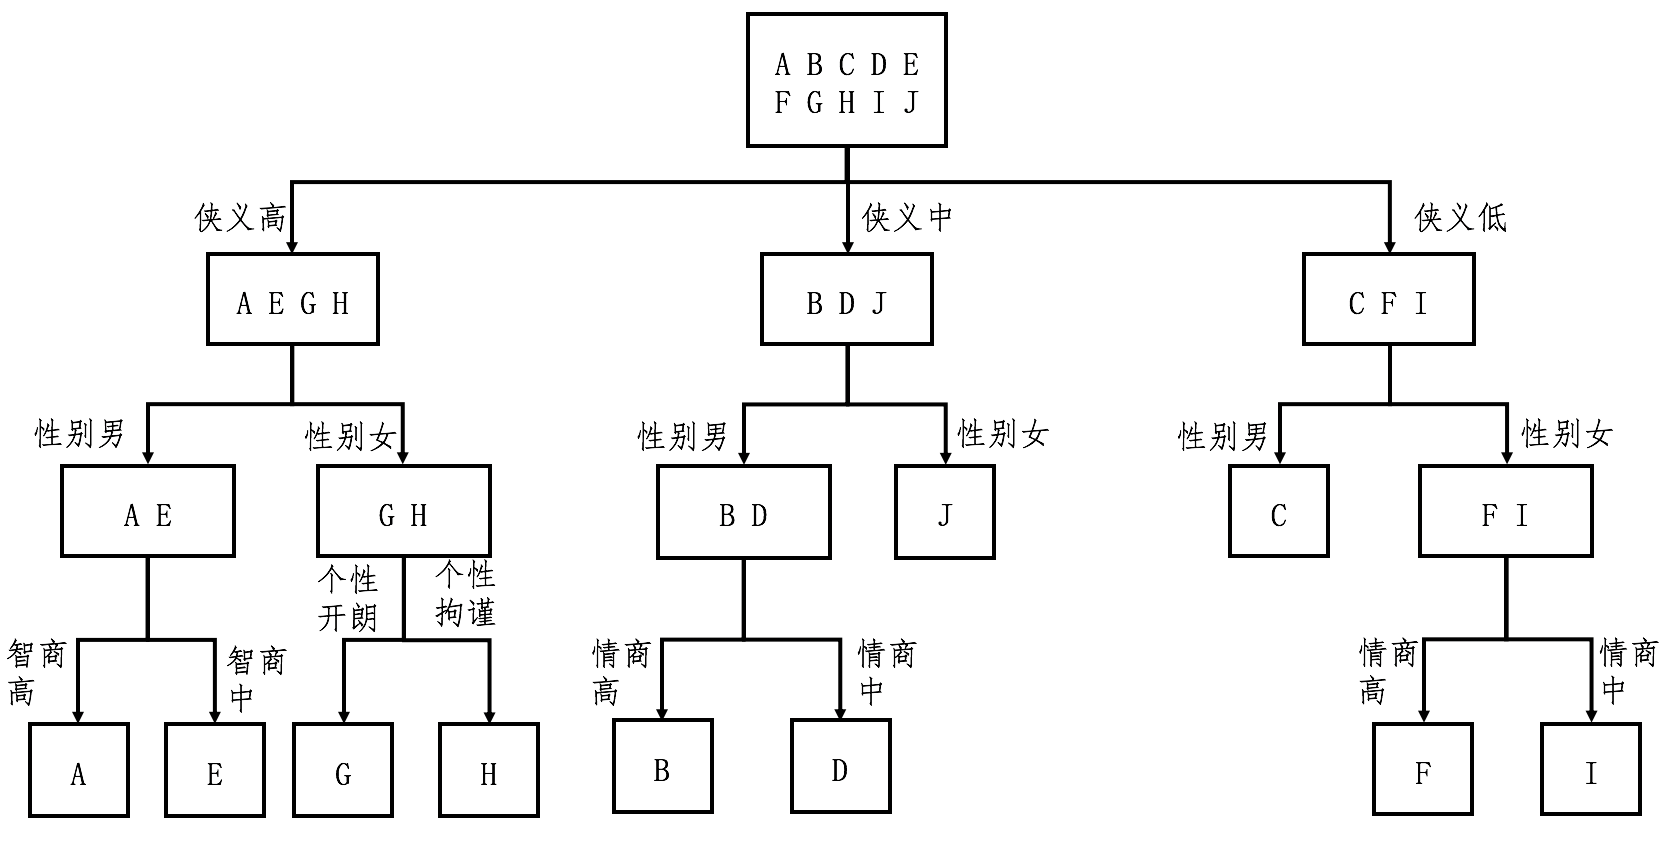 A B C D E
F G H I J
侠义高
侠义中
侠义低
A E G H
B D J
C F I
性别男
性别女
性别男
性别女
性别男
性别女
A E
G H
B D
J
C
F I
个性
开朗
个性
拘谨
智商
高
智商
中
情商
高
情商
中
情商
高
情商
中
A
E
G
H
B
D
F
I